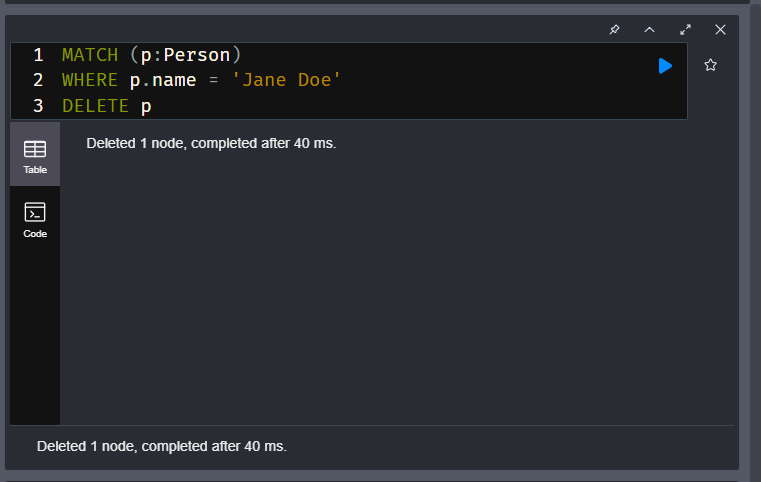 1 MATCH (p:Person)
2 WHERE p.name = 'Jane Doe'
3 DELETE p
Table
Deleted 1 node, completed after 40 ms.
Code
Deleted 1 node, completed after 40 ms.